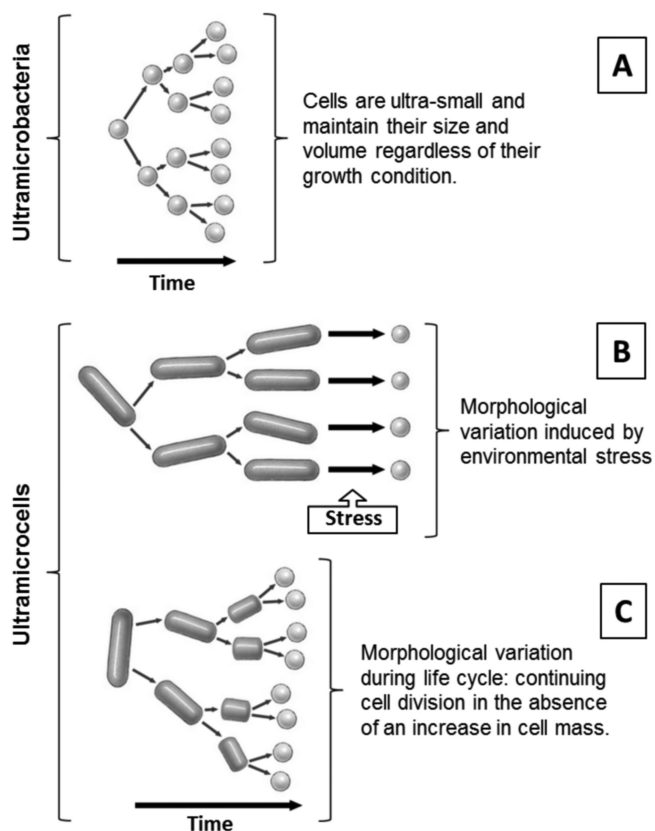 Ultramicrobacteria
A
Cells are ultra-small and
maintain their size and
volume regardless of their
growth condition.
Time
Ultramicrocells
B
Morphological
variation induced by
environmental stress
Stress
C
Morphological variation
during life cycle: continuing
cell division in the absence
of an increase in cell mass.
Time